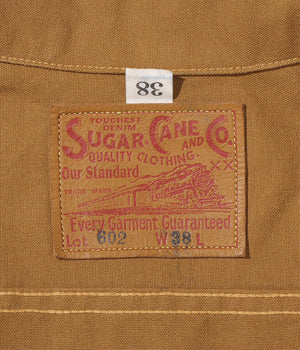 38
TOUGHEST
DENIM
SUGAR CANE AND CO.
QUALITY CLOTHING.
Our Standard XX
TRADE MARK
Every Garment Guaranteed
Lot 602 W 38 L